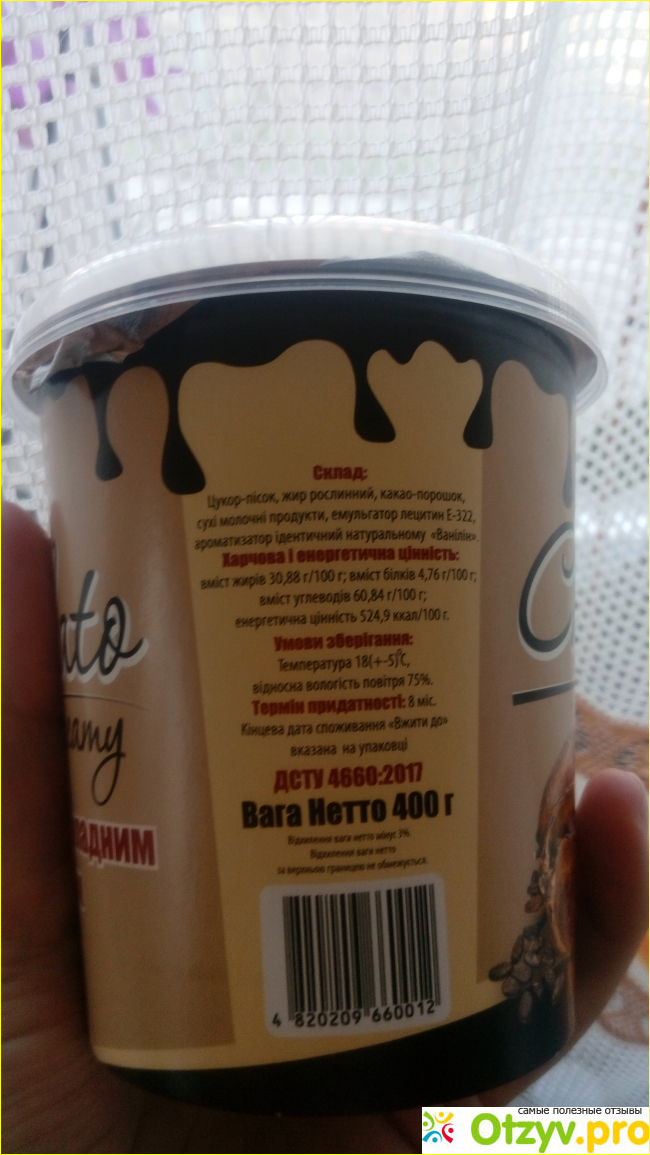 Склад:
Цукор-пісок, жир рослинний, какао-порошок,
сухі молочні продукти, емульгатор лецитин Е-322,
ароматизатор ідентичний натуральному «Ванілін».
Харчова і енергетична цінність:
вміст жирів 30,88 г/100 г; вміст білків 4,76 г/100 г;
вміст углеводів 60,84 г/100 г;
енергетична цінність 524,9 ккал/100 г.
Умови зберігання:
Температура 18(+-5)°С,
відносна вологість повітря 75%.
Термін придатності: 8 міс.
Кінцева дата споживання «Вжити до»
вказана на упаковці
ДСТУ 4660:2017
Вага Нетто 400 г
Відхилення вага нетто мінус 3%.
Відхилення вага нетто
за верхньою границею не обмежується.
4 820209 660012
ato
eamy
ладним
C
самые полезные отзывы
Otzyv.pro